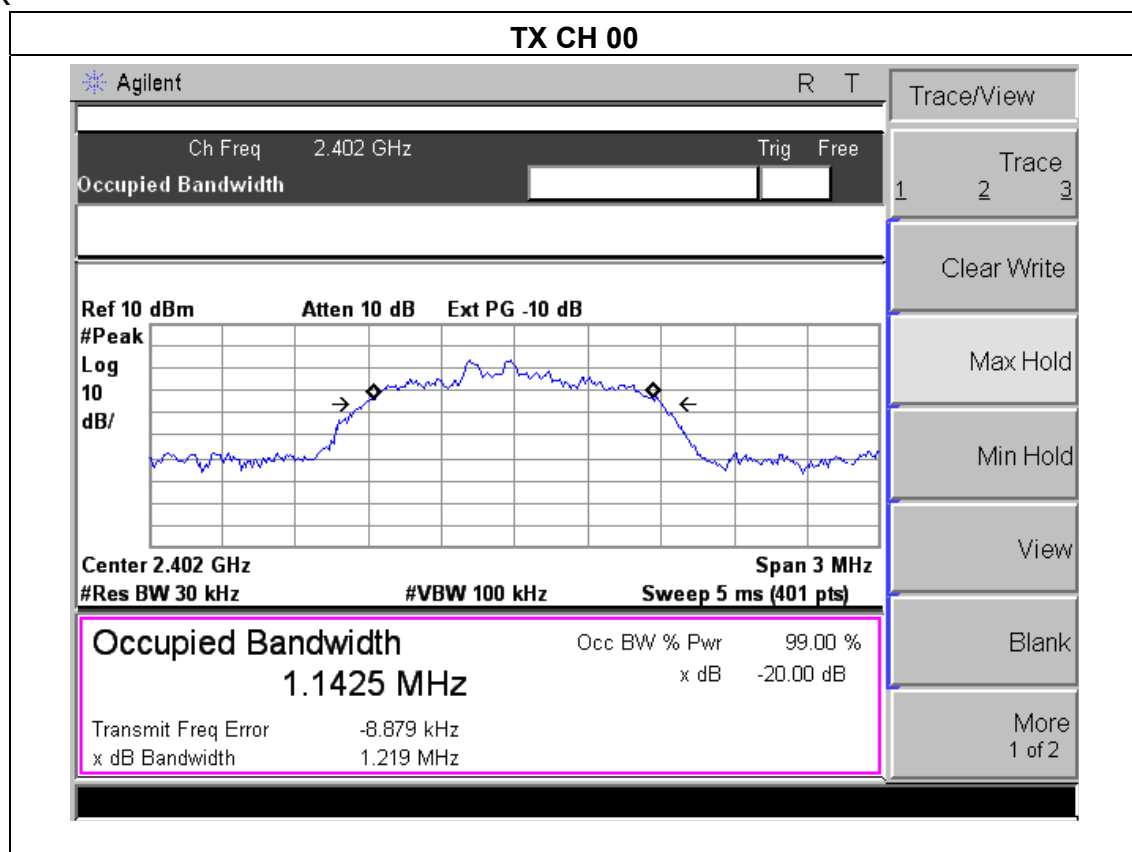 TX CH 00
Agilent R T
Trace/View
Ch Freq 2.402 GHz Trig Free
Occupied Bandwidth
Trace
1 2 3
Clear Write
Ref 10 dBm Atten 10 dB Ext PG -10 dB
#Peak
Log
10
dB/
Max Hold
Min Hold
View
Center 2.402 GHz Span 3 MHz
#Res BW 30 kHz #VBW 100 kHz Sweep 5 ms (401 pts)
Occupied Bandwidth Occ BW % Pwr 99.00 %
1.1425 MHz x dB -20.00 dB
Transmit Freq Error -8.879 kHz
x dB Bandwidth 1.219 MHz
Blank
More
1 of 2